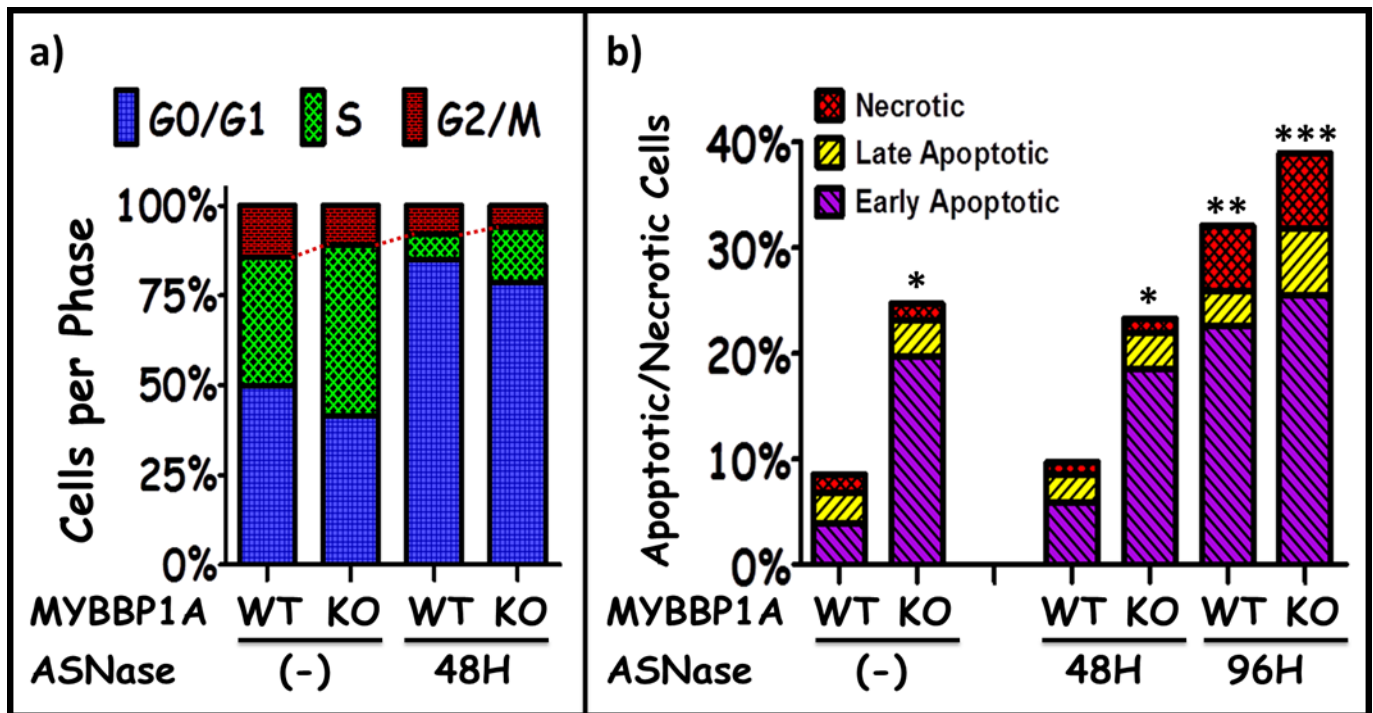 a)
G0/G1 S G2/M
Cells per Phase
100%
75%
50%
25%
0%
MYBBP1A WT KO WT KO
ASNase (-) 48H
b)
Necrotic
Late Apoptotic
Early Apoptotic
Apoptotic/Necrotic Cells
40%
30%
20%
10%
0%
* * ** ***
MYBBP1A WT KO WT KO WT KO
ASNase (-) 48H 96H